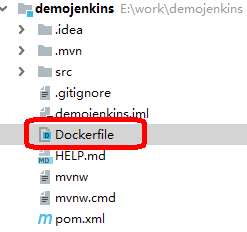 demojenkins E:\work\demojenkins
.idea
.mvn
src
.gitignore
demojenkins.iml
Dockerfile
HELP.md
mvnw
mvnw.cmd
pom.xml